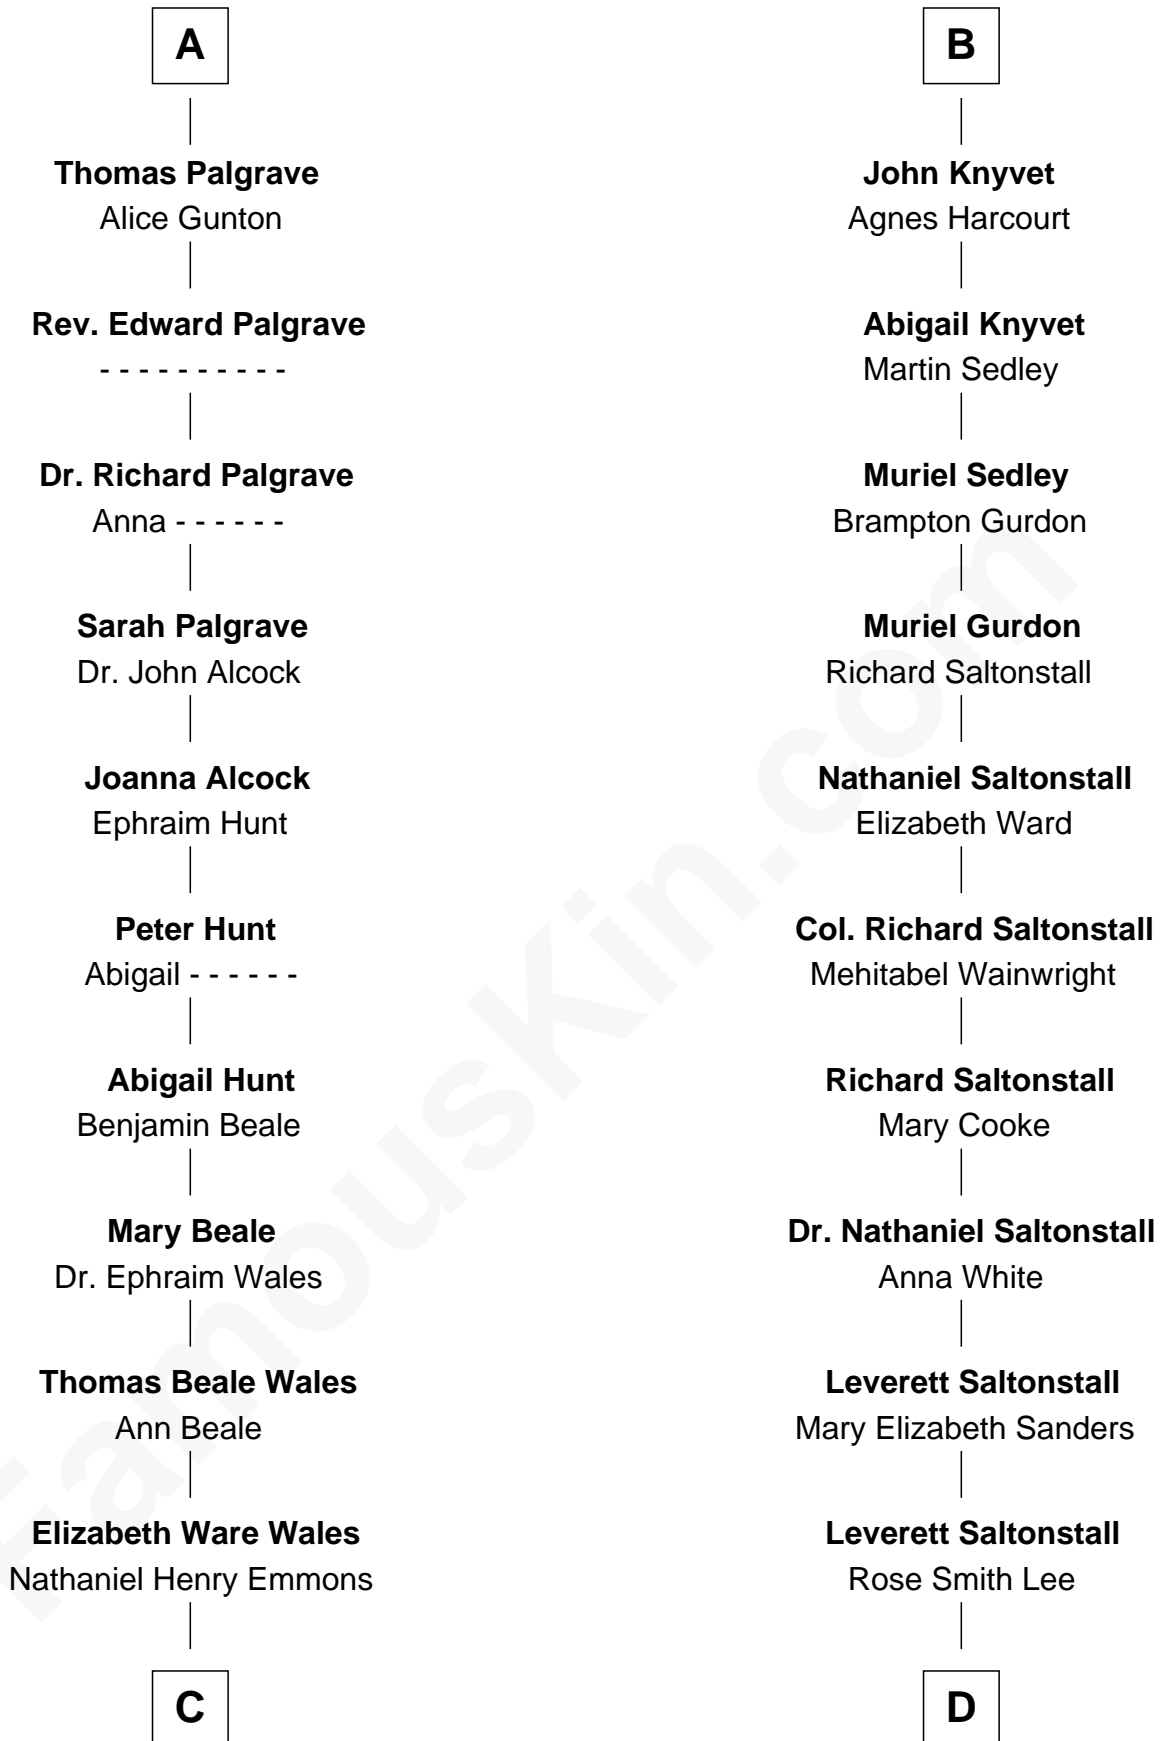 A
Thomas Palgrave
Alice Gunton
Rev. Edward Palgrave
- - - - - - - - - -
Dr. Richard Palgrave
Anna - - - - - -
Sarah Palgrave
Dr. John Alcock
Joanna Alcock
Ephraim Hunt
Peter Hunt
Abigail - - - - - -
Abigail Hunt
Benjamin Beale
Mary Beale
Dr. Ephraim Wales
Thomas Beale Wales
Ann Beale
Elizabeth Ware Wales
Nathaniel Henry Emmons
C
B
John Knyvet
Agnes Harcourt
Abigail Knyvet
Martin Sedley
Muriel Sedley
Brampton Gurdon
Muriel Gurdon
Richard Saltonstall
Nathaniel Saltonstall
Elizabeth Ward
Col. Richard Saltonstall
Mehitabel Wainwright
Richard Saltonstall
Mary Cooke
Dr. Nathaniel Saltonstall
Anna White
Leverett Saltonstall
Mary Elizabeth Sanders
Leverett Saltonstall
Rose Smith Lee
D
FamousKin.com